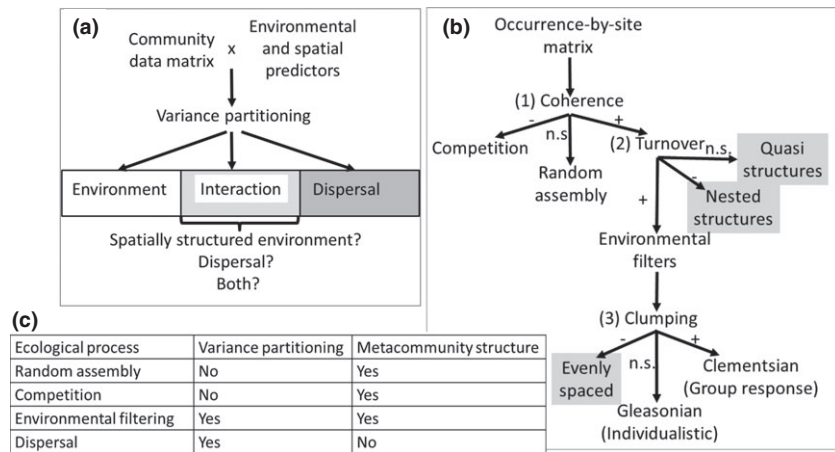 (a)
Community data matrix x Environmental and spatial predictors
Variance partitioning
Environment Interaction Dispersal
Spatially structured environment?
Dispersal?
Both?
(b)
Occurrence-by-site
matrix
(1) Coherence
- n.s + 
Competition
Random
assembly
(2) Turnover
n.s.
Quasi
structures
-
Nested
structures
+
Environmental
filters
(3) Clumping
- n.s. +
Evenly
spaced
Gleasonian
(Individualistic)
Clementsian
(Group response)
(c)
Ecological process Variance partitioning Metacommunity structure
Random assembly No Yes
Competition No Yes
Environmental filtering Yes Yes
Dispersal Yes No